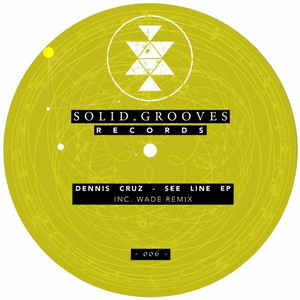 SOLID.GROOVES
RECORDS
DENNIS CRUZ - SEE LINE EP
INC. WADE REMIX
- 006 -